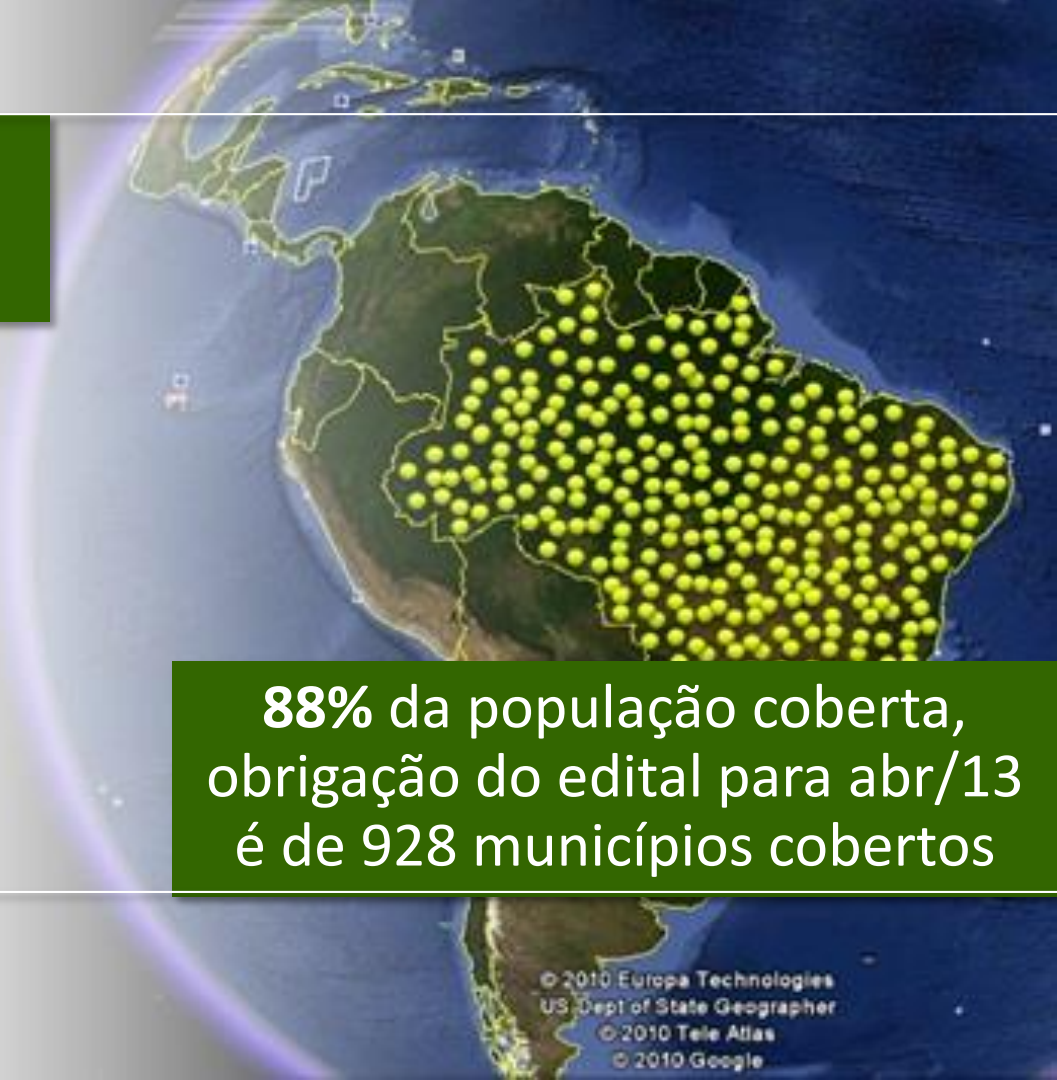 88% da população coberta,
obrigação do edital para abr/13
é de 928 municípios cobertos
© 2010 Europa Technologies
US Dept of State Geographer
© 2010 Tele Atlas
© 2010 Google